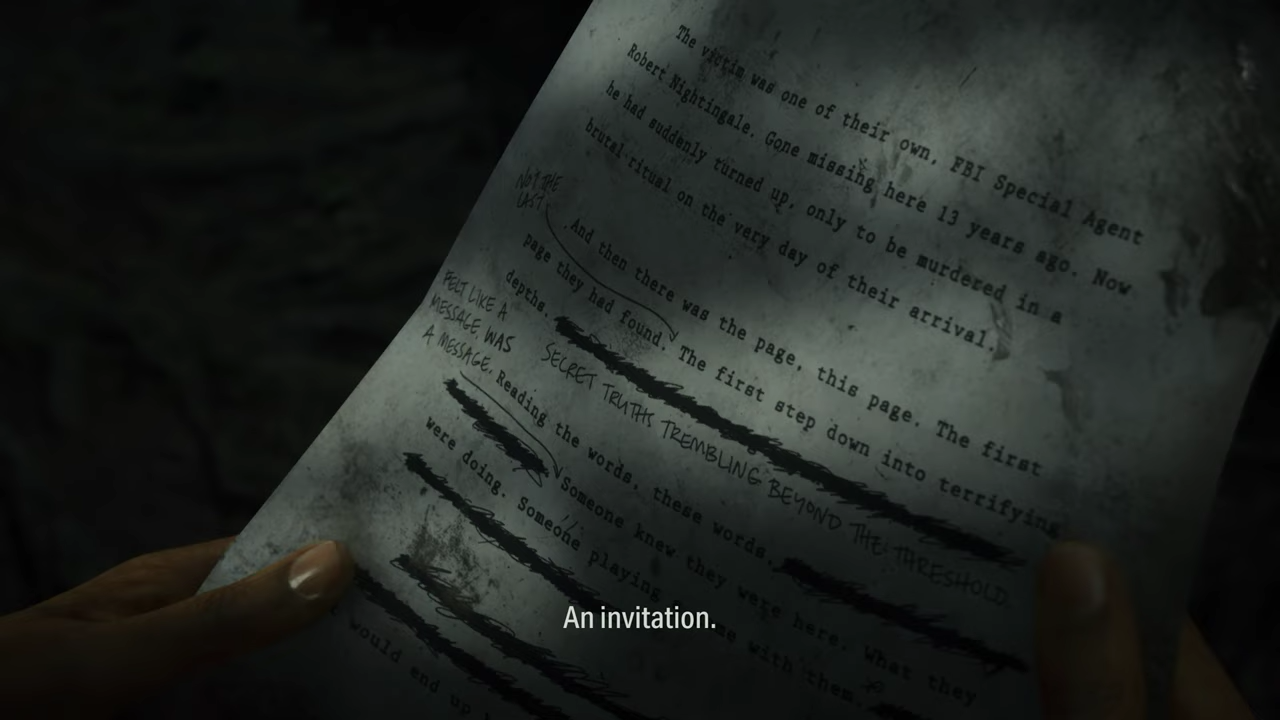 The victim was one of their own, FBI Special Agent
Robert Nightingale. Gone missing here 13 years ago. Now
he had suddenly turned up, only to be murdered in a
brutal ritual on the very day of their arrival.
NOT THE
LAST
And then there was the page, this page. The first
page they had found. The first step down into terrifying
depths.
SECRET TRUTHS TREMBLING BEYOND THE THRESHOLD.
FELT LIKE A
MESSAGE. WAS
A MESSAGE.
Reading the words, these words.
Someone knew they were here. What they
were doing. Someone playing me with them.
would end up
An invitation.